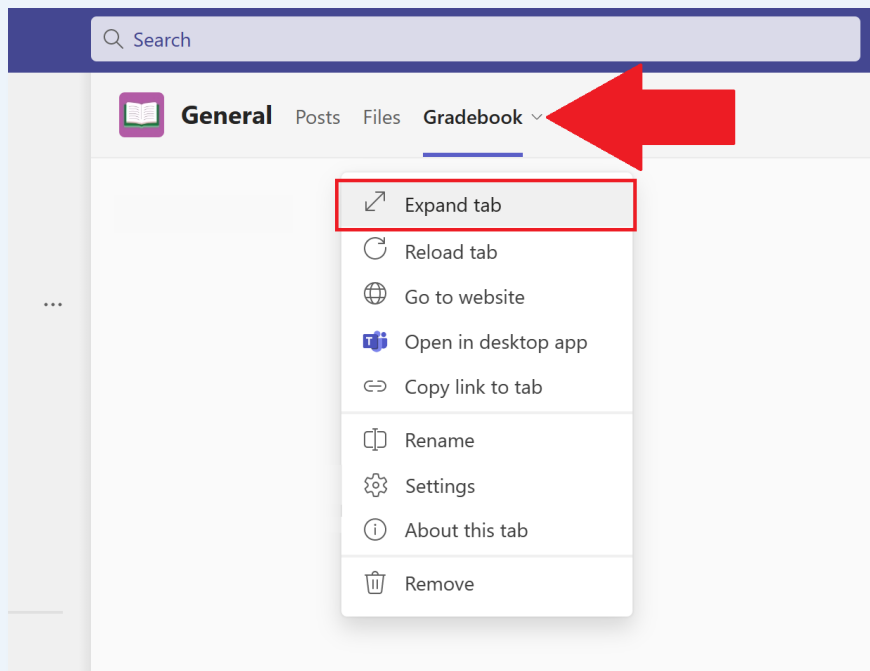 Search
General Posts Files Gradebook
Expand tab
Reload tab
Go to website
Open in desktop app
Copy link to tab
Rename
Settings
About this tab
Remove